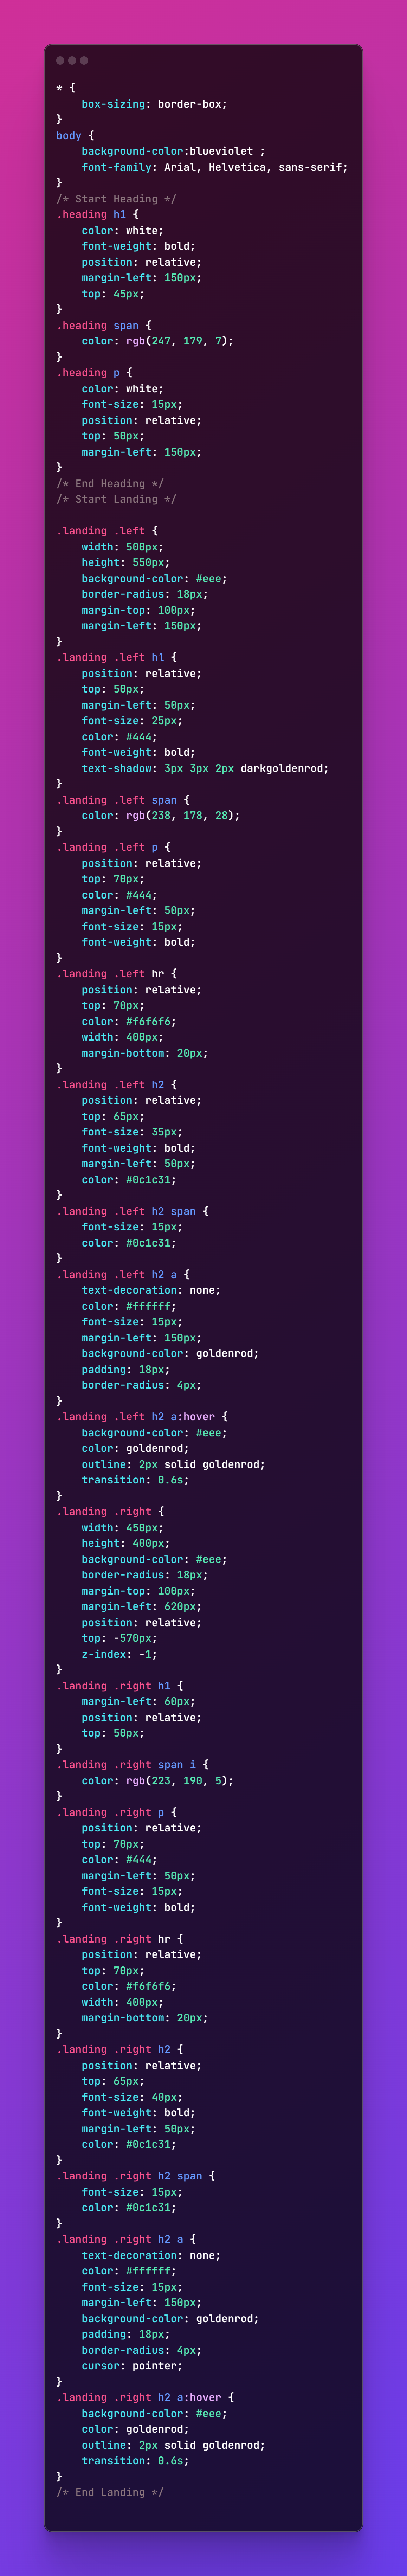 * {
    box-sizing: border-box;
}
body {
    background-color:blueviolet ;
    font-family: Arial, Helvetica, sans-serif;
}
/* Start Heading */
.heading h1 {
    color: white;
    font-weight: bold;
    position: relative;
    margin-left: 150px;
    top: 45px;
}
.heading span {
    color: rgb(247, 179, 7);
}
.heading p {
    color: white;
    font-size: 15px;
    position: relative;
    top: 50px;
    margin-left: 150px;
}
/* End Heading */
/* Start Landing */
.landing .left {
    width: 500px;
    height: 550px;
    background-color: #eee;
    border-radius: 18px;
    margin-top: 100px;
    margin-left: 150px;
}
.landing .left h1 {
    position: relative;
    top: 50px;
    margin-left: 50px;
    font-size: 25px;
    color: #444;
    font-weight: bold;
    text-shadow: 3px 3px 2px darkgoldenrod;
}
.landing .left span {
    color: rgb(238, 178, 28);
}
.landing .left p {
    position: relative;
    top: 70px;
    color: #444;
    margin-left: 50px;
    font-size: 15px;
    font-weight: bold;
}
.landing .left hr {
    position: relative;
    top: 70px;
    color: #f6f6f6;
    width: 400px;
    margin-bottom: 20px;
}
.landing .left h2 {
    position: relative;
    top: 65px;
    font-size: 35px;
    font-weight: bold;
    margin-left: 50px;
    color: #0c1c31;
}
.landing .left h2 span {
    font-size: 15px;
    color: #0c1c31;
}
.landing .left h2 a {
    text-decoration: none;
    color: #ffffff;
    font-size: 15px;
    margin-left: 150px;
    background-color: goldenrod;
    padding: 18px;
    border-radius: 4px;
}
.landing .left h2 a:hover {
    background-color: #eee;
    color: goldenrod;
    outline: 2px solid goldenrod;
    transition: 0.6s;
}
.landing .right {
    width: 450px;
    height: 400px;
    background-color: #eee;
    border-radius: 18px;
    margin-top: 100px;
    margin-left: 620px;
    position: relative;
    top: -570px;
    z-index: -1;
}
.landing .right h1 {
    margin-left: 60px;
    position: relative;
    top: 50px;
}
.landing .right span i {
    color: rgb(223, 190, 5);
}
.landing .right p {
    position: relative;
    top: 70px;
    color: #444;
    margin-left: 50px;
    font-size: 15px;
    font-weight: bold;
}
.landing .right hr {
    position: relative;
    top: 70px;
    color: #f6f6f6;
    width: 400px;
    margin-bottom: 20px;
}
.landing .right h2 {
    position: relative;
    top: 65px;
    font-size: 40px;
    font-weight: bold;
    margin-left: 50px;
    color: #0c1c31;
}
.landing .right h2 span {
    font-size: 15px;
    color: #0c1c31;
}
.landing .right h2 a {
    text-decoration: none;
    color: #ffffff;
    font-size: 15px;
    margin-left: 150px;
    background-color: goldenrod;
    padding: 18px;
    border-radius: 4px;
    cursor: pointer;
}
.landing .right h2 a:hover {
    background-color: #eee;
    color: goldenrod;
    outline: 2px solid goldenrod;
    transition: 0.6s;
}
/* End Landing */